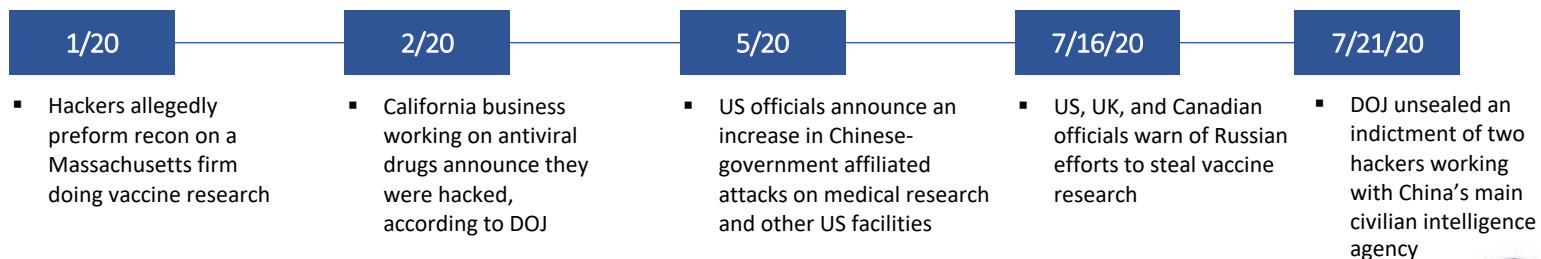 1/20
2/20
5/20
7/16/20
7/21/20
▪ Hackers allegedly
preform recon on a
Massachusetts firm
doing vaccine research
▪ California business
working on antiviral
drugs announce they
were hacked,
according to DOJ
▪ US officials announce an
increase in Chinese-
government affiliated
attacks on medical research
and other US facilities
▪ US, UK, and Canadian
officials warn of Russian
efforts to steal vaccine
research
▪ DOJ unsealed an
indictment of two
hackers working
with China’s main
civilian intelligence
agency